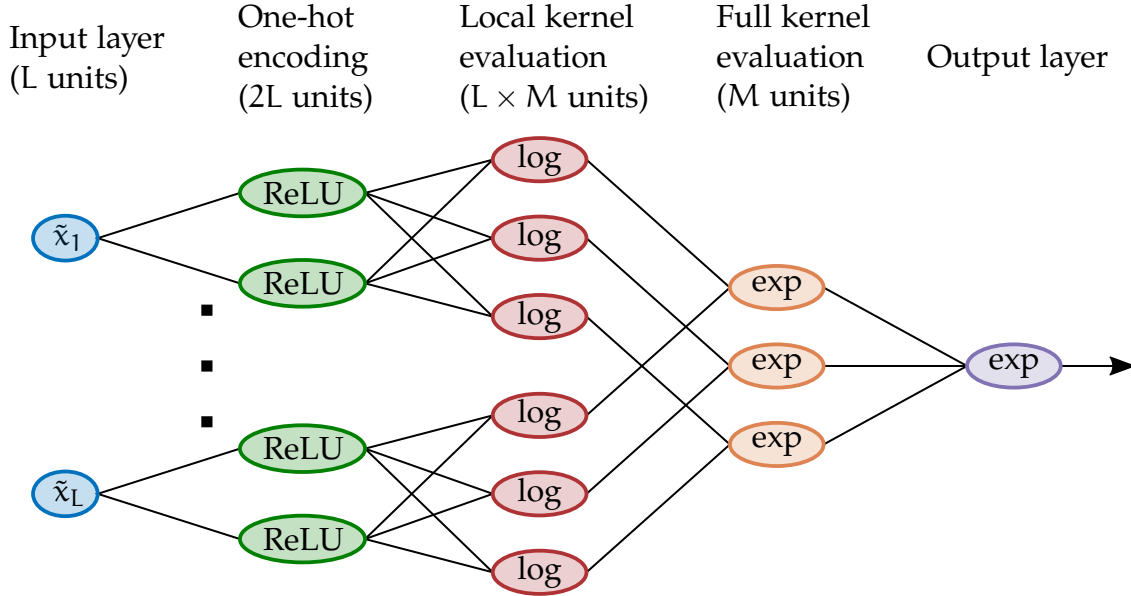 Input layer
(L units)
One-hot
encoding
(2L units)
Local kernel
evaluation
(L × M units)
Full kernel
evaluation
(M units)
Output layer
x̃₁
ReLU
ReLU
log
log
log
x̃_L
ReLU
ReLU
log
log
log
exp
exp
exp
exp